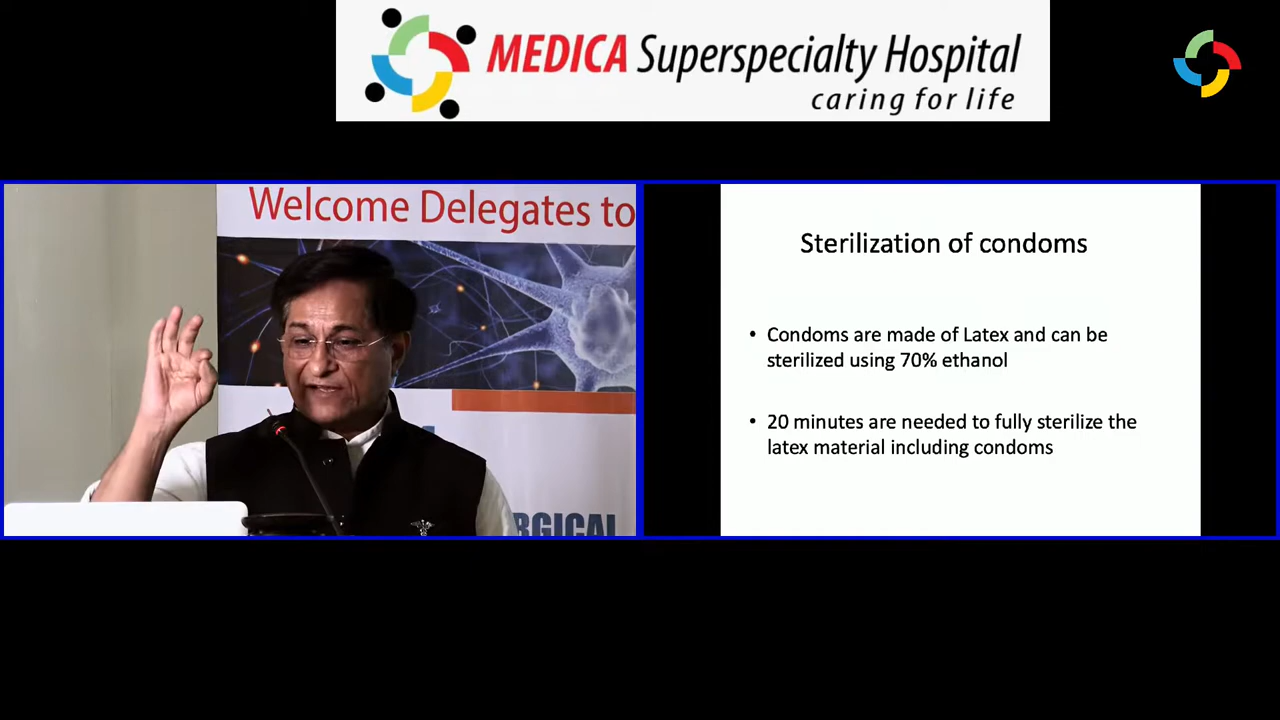 MEDICA Superspecialty Hospital
caring for life
Welcome Delegates to
RGICAL
Sterilization of condoms
• Condoms are made of Latex and can be
sterilized using 70% ethanol
• 20 minutes are needed to fully sterilize the
latex material including condoms